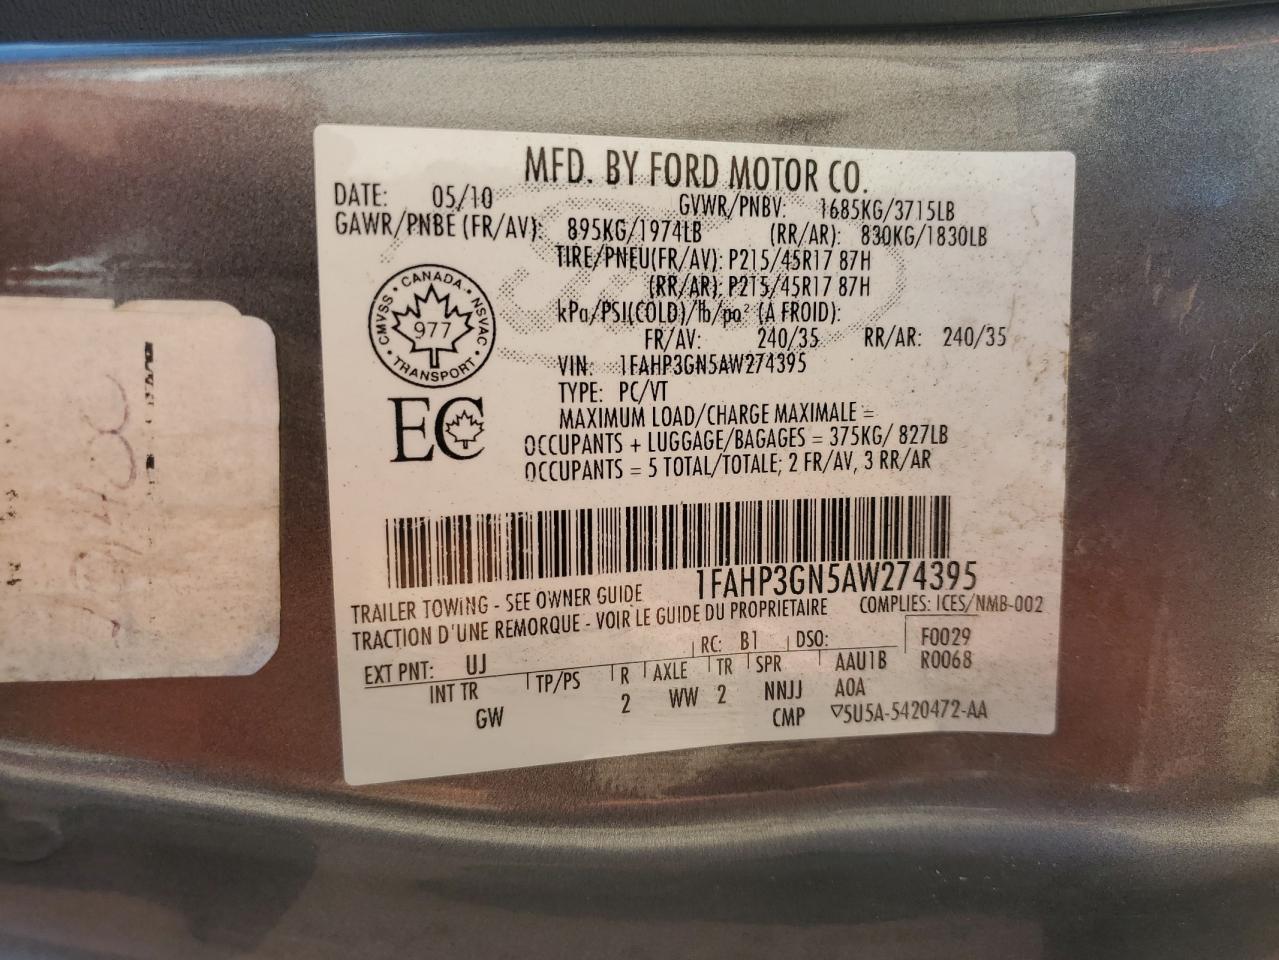 MFD. BY FORD MOTOR CO.
DATE: 05/10 GVWR/PNBV: 1685KG/3715LB
GAWR/PNBE (FR/AV): 895KG/1974LB (RR/AR): 830KG/1830LB
TIRE/PNEU(FR/AV): P215/45R17 87H
(RR/AR): P215/45R17 87H
kPa/PSI(COLD)/lb/po² (A FROID):
FR/AV: 240/35 RR/AR: 240/35
VIN: 1FAHP3GN5AW274395
TYPE: PC/VT
MAXIMUM LOAD/CHARGE MAXIMALE =
OCCUPANTS + LUGGAGE/BAGAGES = 375KG/ 827LB
OCCUPANTS = 5 TOTAL/TOTALE; 2 FR/AV, 3 RR/AR
CANADA · NSVAC · TRANSPORT · CMVSS ·
977
EC
1FAHP3GN5AW274395
TRAILER TOWING - SEE OWNER GUIDE
TRACTION D'UNE REMORQUE - VOIR LE GUIDE DU PROPRIETAIRE
COMPLIES: ICES/NMB-002
EXT PNT: UJ RC: B1 DSO: F0029
INT TR TP/PS R AXLE TR SPR AAU1B R0068
GW 2 WW 2 NNJJ A0A
CMP ▽5U5A-5420472-AA